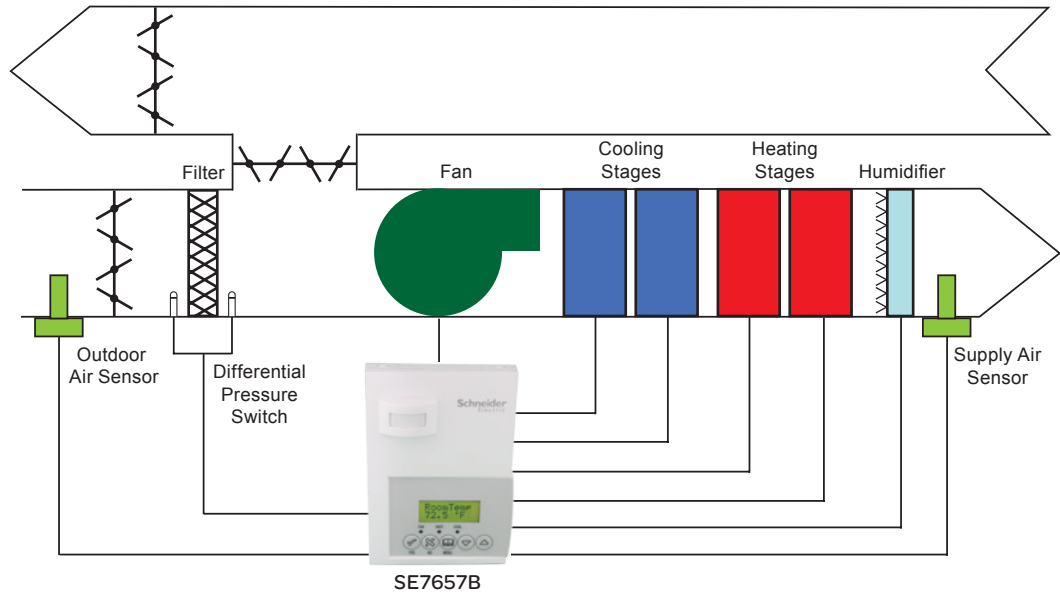 Filter
Fan
Cooling
Stages
Heating
Stages
Humidifier
Outdoor
Air Sensor
Differential
Pressure
Switch
Supply Air
Sensor
Schneider
Electric
RoomTemp
72.5 °F
SE7657B